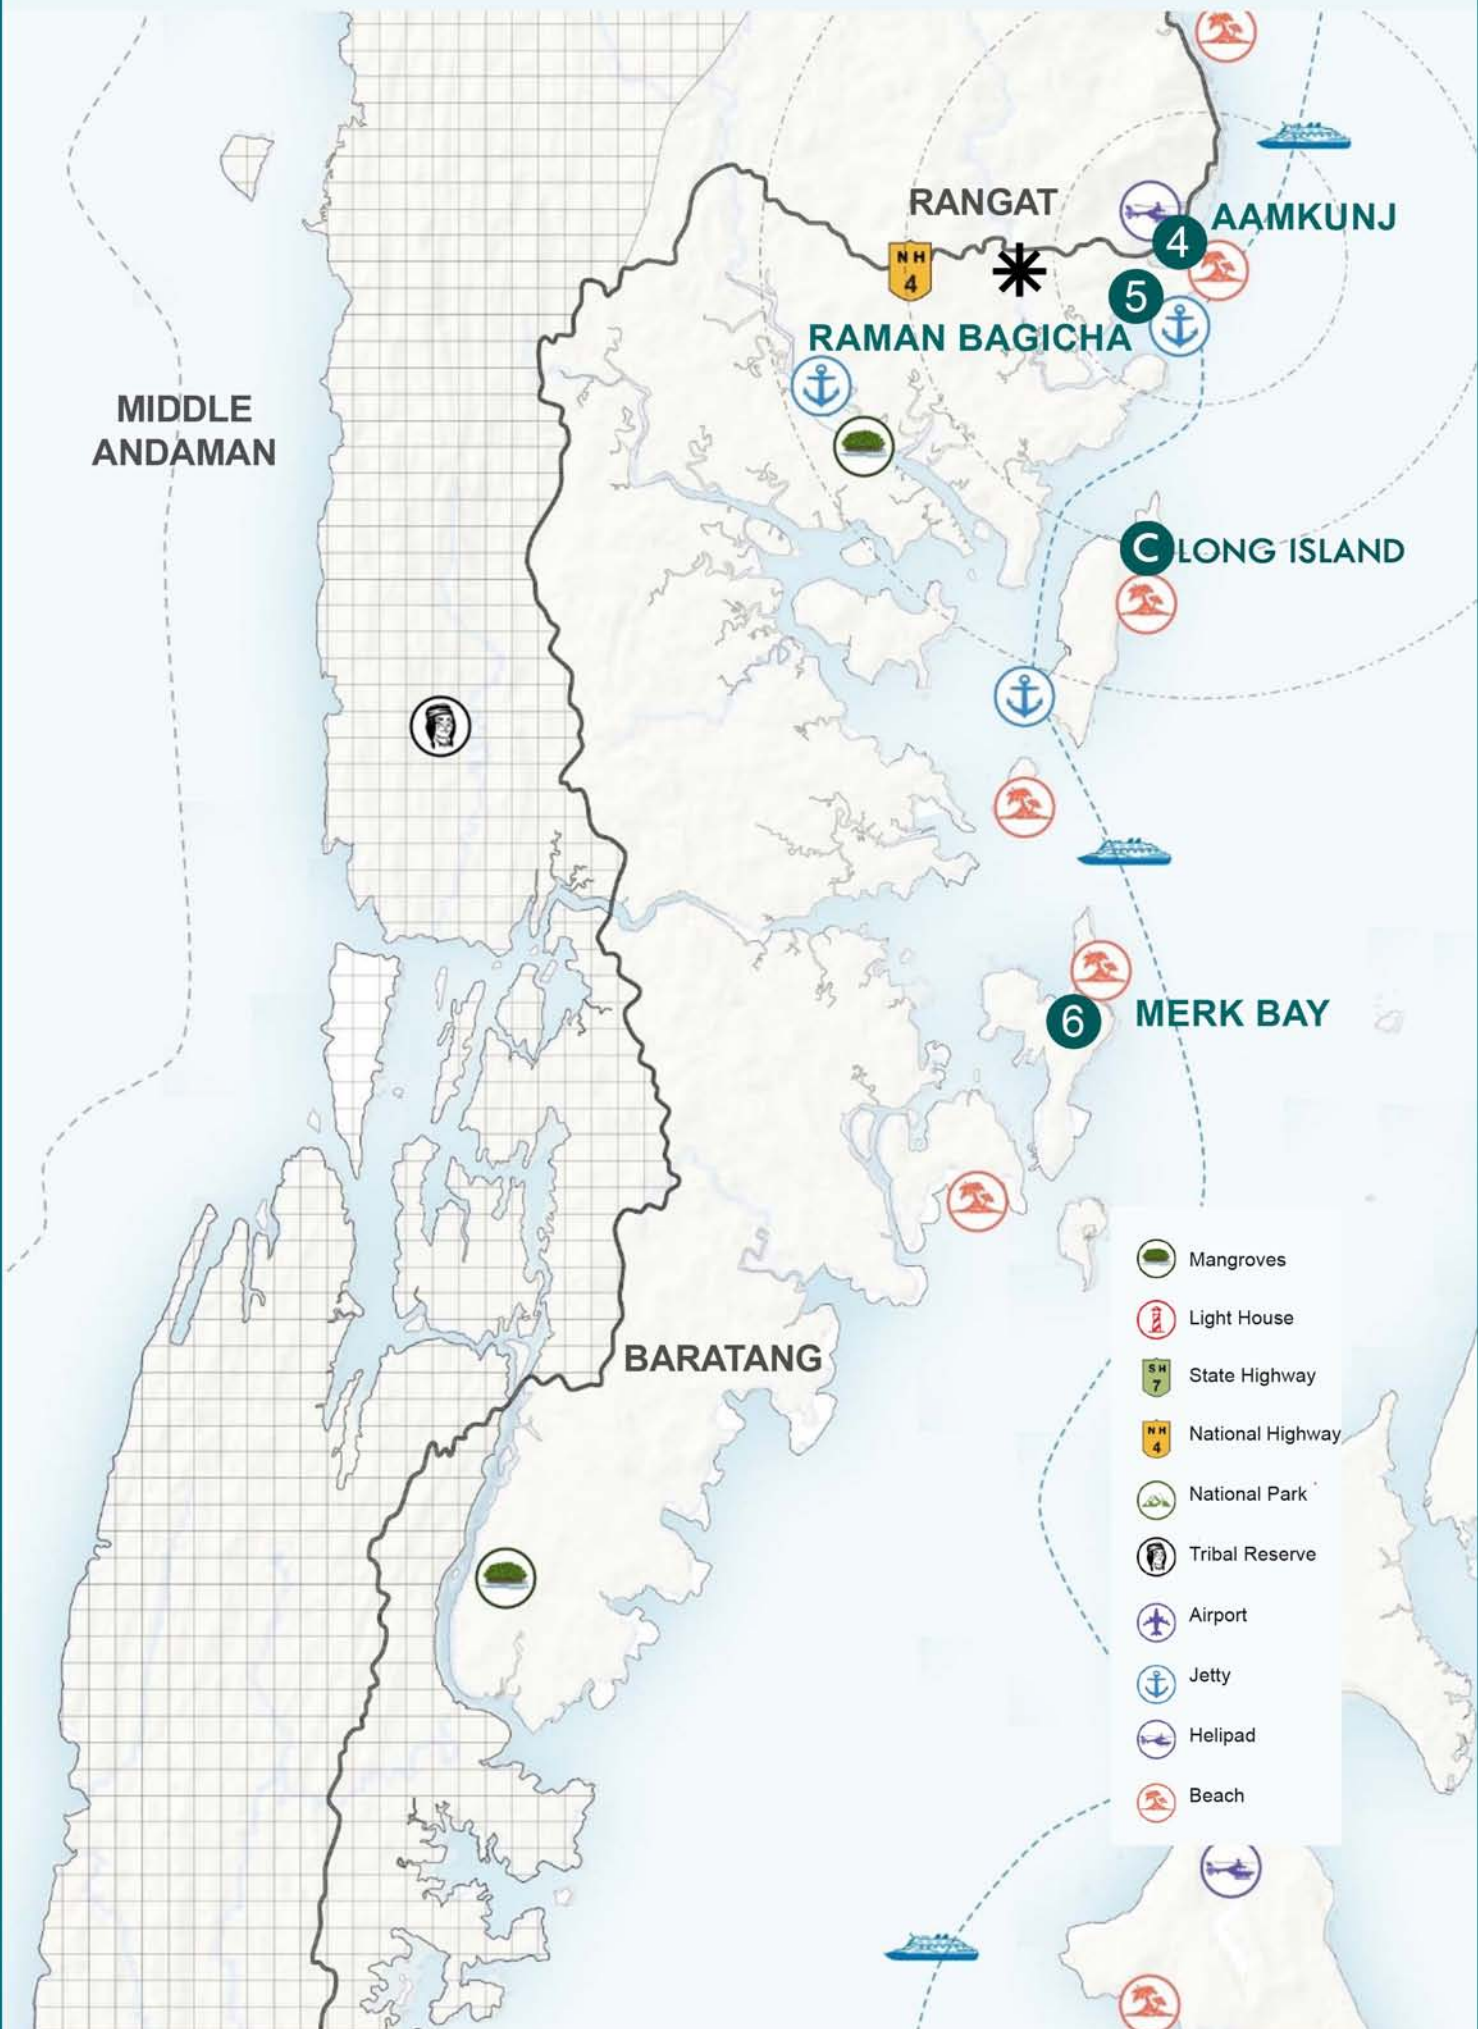 RANGAT
AAMKUNJ
4
NH
4
5
RAMAN BAGICHA
MIDDLE
ANDAMAN
C LONG ISLAND
6
MERK BAY
BARATANG
Mangroves
Light House
SH
7
State Highway
NH
4
National Highway
National Park
Tribal Reserve
Airport
Jetty
Helipad
Beach